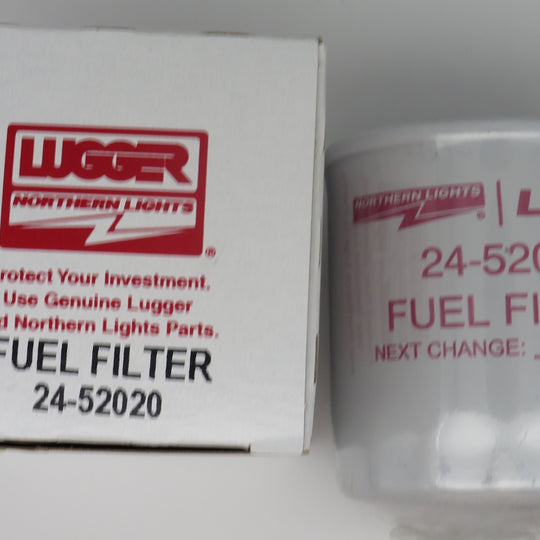 LUGGER
NORTHERN LIGHTS
®
rotect Your Investment.
Use Genuine Lugger
d Northern Lights Parts.
FUEL FILTER
24-52020
NORTHERN LIGHTS ® | L
24-520
FUEL FI
NEXT CHANGE: